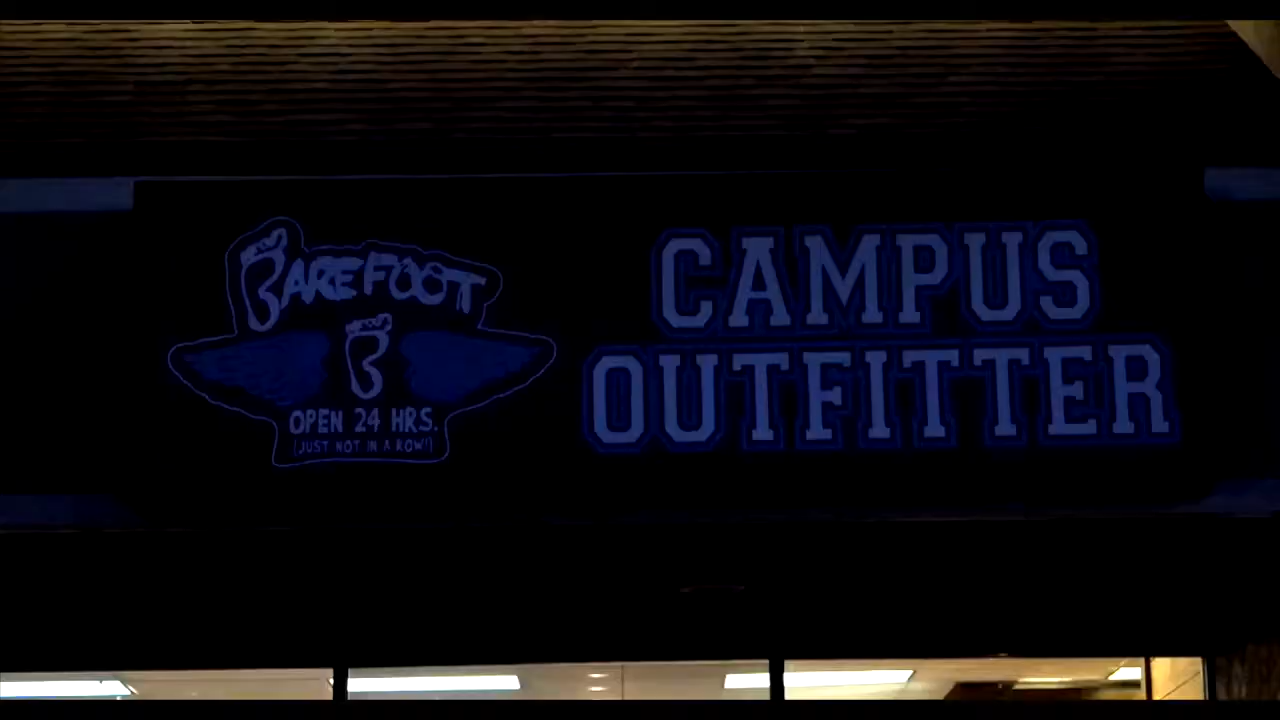 BAREFOOT
B
OPEN 24 HRS.
(JUST NOT IN A ROW!)
CAMPUS
OUTFITTER